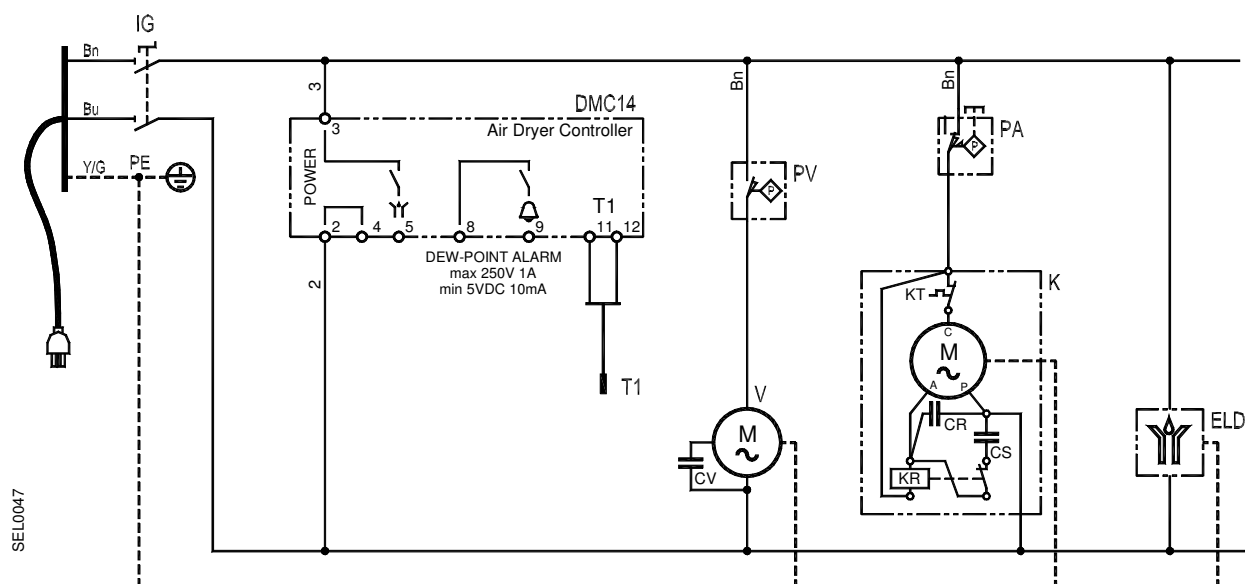 IG
Bn
Bu
Y/G PE
3
DMC14
3
Air Dryer Controller
POWER
T1
2 4 5 8 9 11 12
DEW-POINT ALARM
max 250V 1A
min 5VDC 10mA
2
T1
Bn
P
PV
V
M
CV
Bn
P
PA
K
KT
C
M
A P
CR
CS
KR
ELD
SEL0047